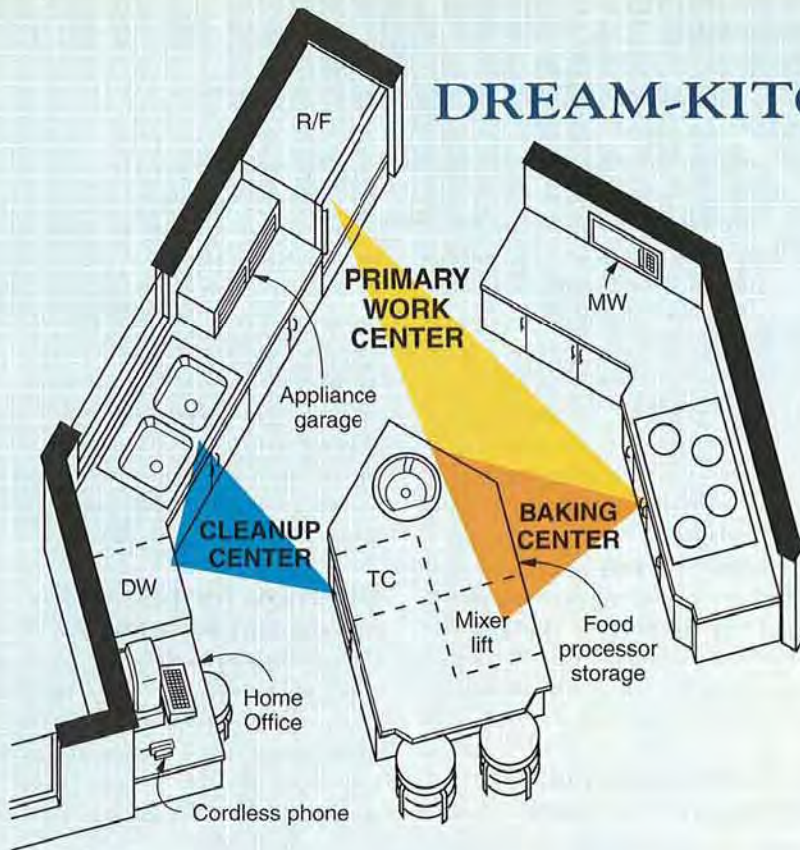 DREAM-KITC
R/F
PRIMARY
WORK
CENTER
MW
Appliance
garage
CLEANUP
CENTER
BAKING
CENTER
DW
TC
Mixer
lift
Food
processor
storage
Home
Office
Cordless phone